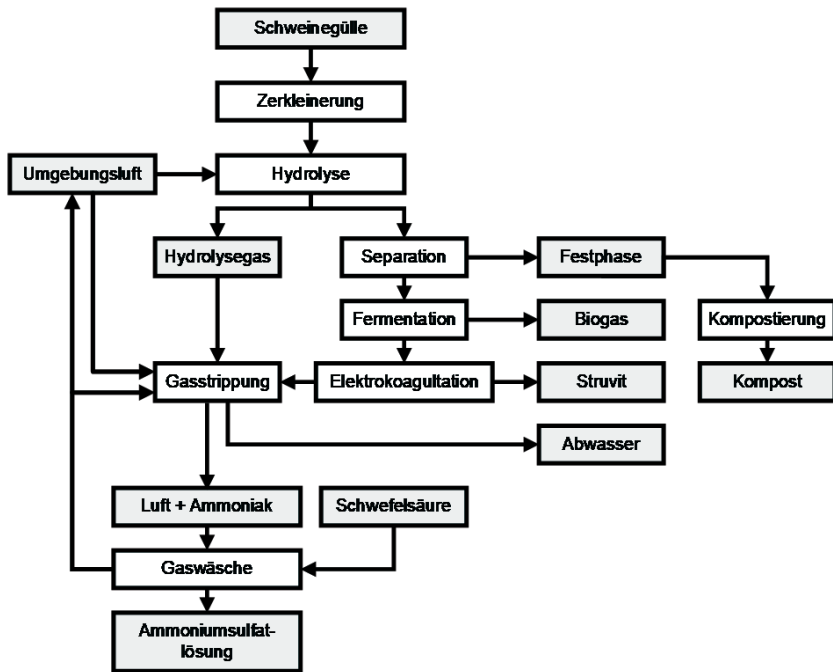 Schweinegülle
Zerkleinerung
Umgebungsluft
Hydrolyse
Hydrolysegas
Separation
Festphase
Fermentation
Biogas
Kompostierung
Gasstrippung
Elektrokoagultation
Struvit
Kompost
Abwasser
Luft + Ammoniak
Schwefelsäure
Gaswäsche
Ammoniumsulfat-
lösung